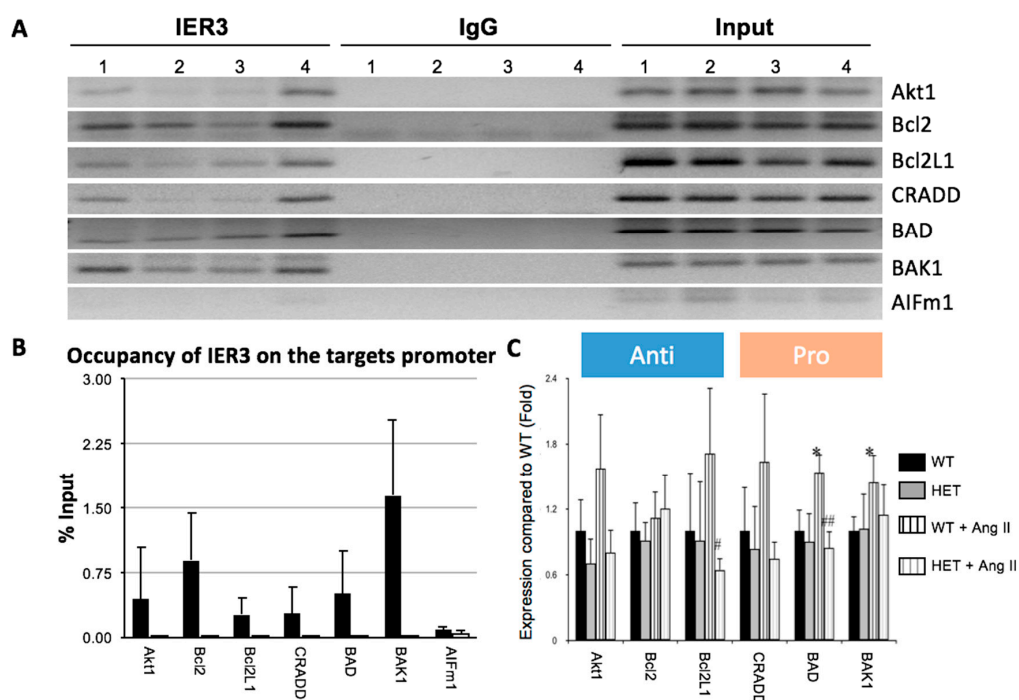 A
IER3 IgG Input
1 2 3 4 1 2 3 4 1 2 3 4
Akt1
Bcl2
Bcl2L1
CRADD
BAD
BAK1
AIFm1
B
Occupancy of IER3 on the targets promoter
% Input
3.00
2.25
1.50
0.75
0.00
Akt1 Bcl2 Bcl2L1 CRADD BAD BAK1 AIFm1
C
Anti Pro
Expression compared to WT (Fold)
2.4
1.8
1.2
0.6
0
# * ## *
Akt1 Bcl2 Bcl2L1 CRADD BAD BAK1
WT
HET
WT + Ang II
HET + Ang II